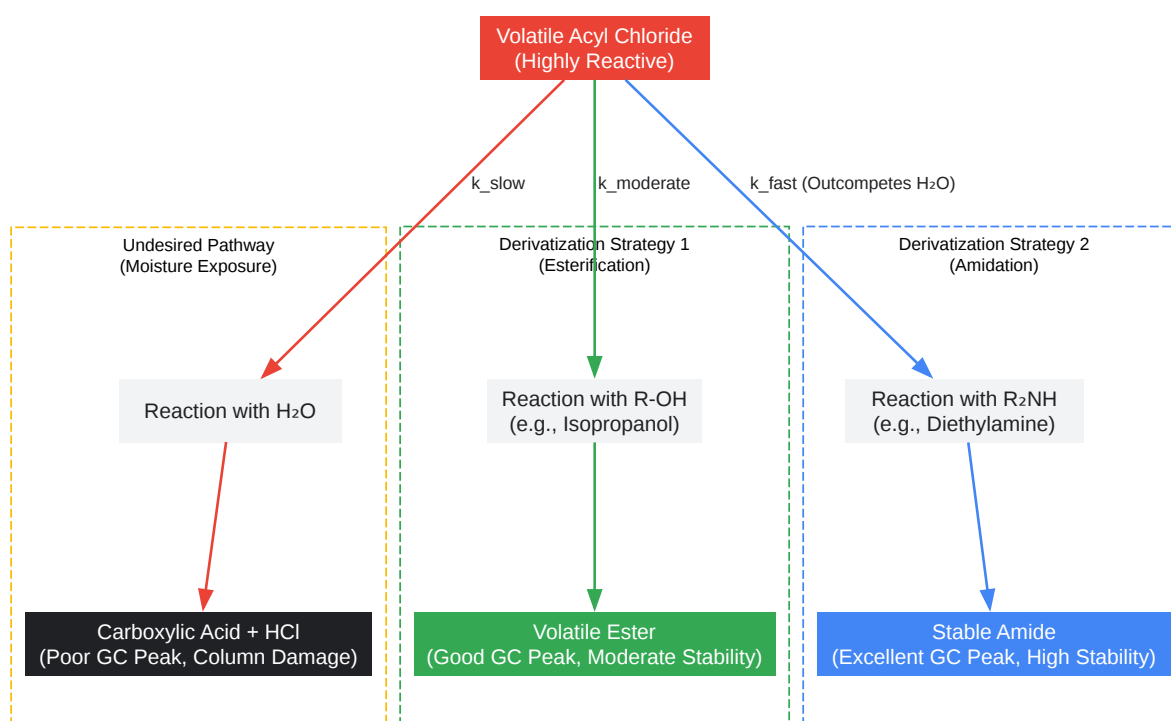 Volatile Acyl Chloride
(Highly Reactive)
k_slow
k_moderate
k_fast (Outcompetes H₂O)
Undesired Pathway
(Moisture Exposure)
Derivatization Strategy 1
(Esterification)
Derivatization Strategy 2
(Amidation)
Reaction with H₂O
Reaction with R-OH
(e.g., Isopropanol)
Reaction with R₂NH
(e.g., Diethylamine)
Carboxylic Acid + HCl
(Poor GC Peak, Column Damage)
Volatile Ester
(Good GC Peak, Moderate Stability)
Stable Amide
(Excellent GC Peak, High Stability)